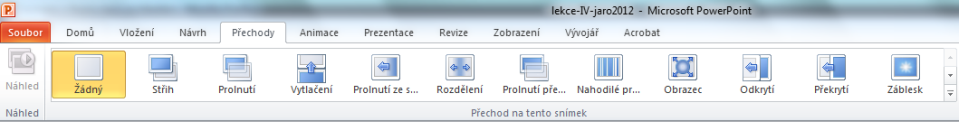 lekce-IV-jaro2012 - Microsoft PowerPoint
Soubor Domů Vložení Návrh Přechody Animace Prezentace Revize Zobrazení Vývojář Acrobat
Náhled Žádný Střih Prolnutí Vytlačení Prolnutí ze s... Rozdělení Prolnutí pře... Nahodilé pr... Obrazec Odkrytí Překrytí Záblesk
Náhled Přechod na tento snímek